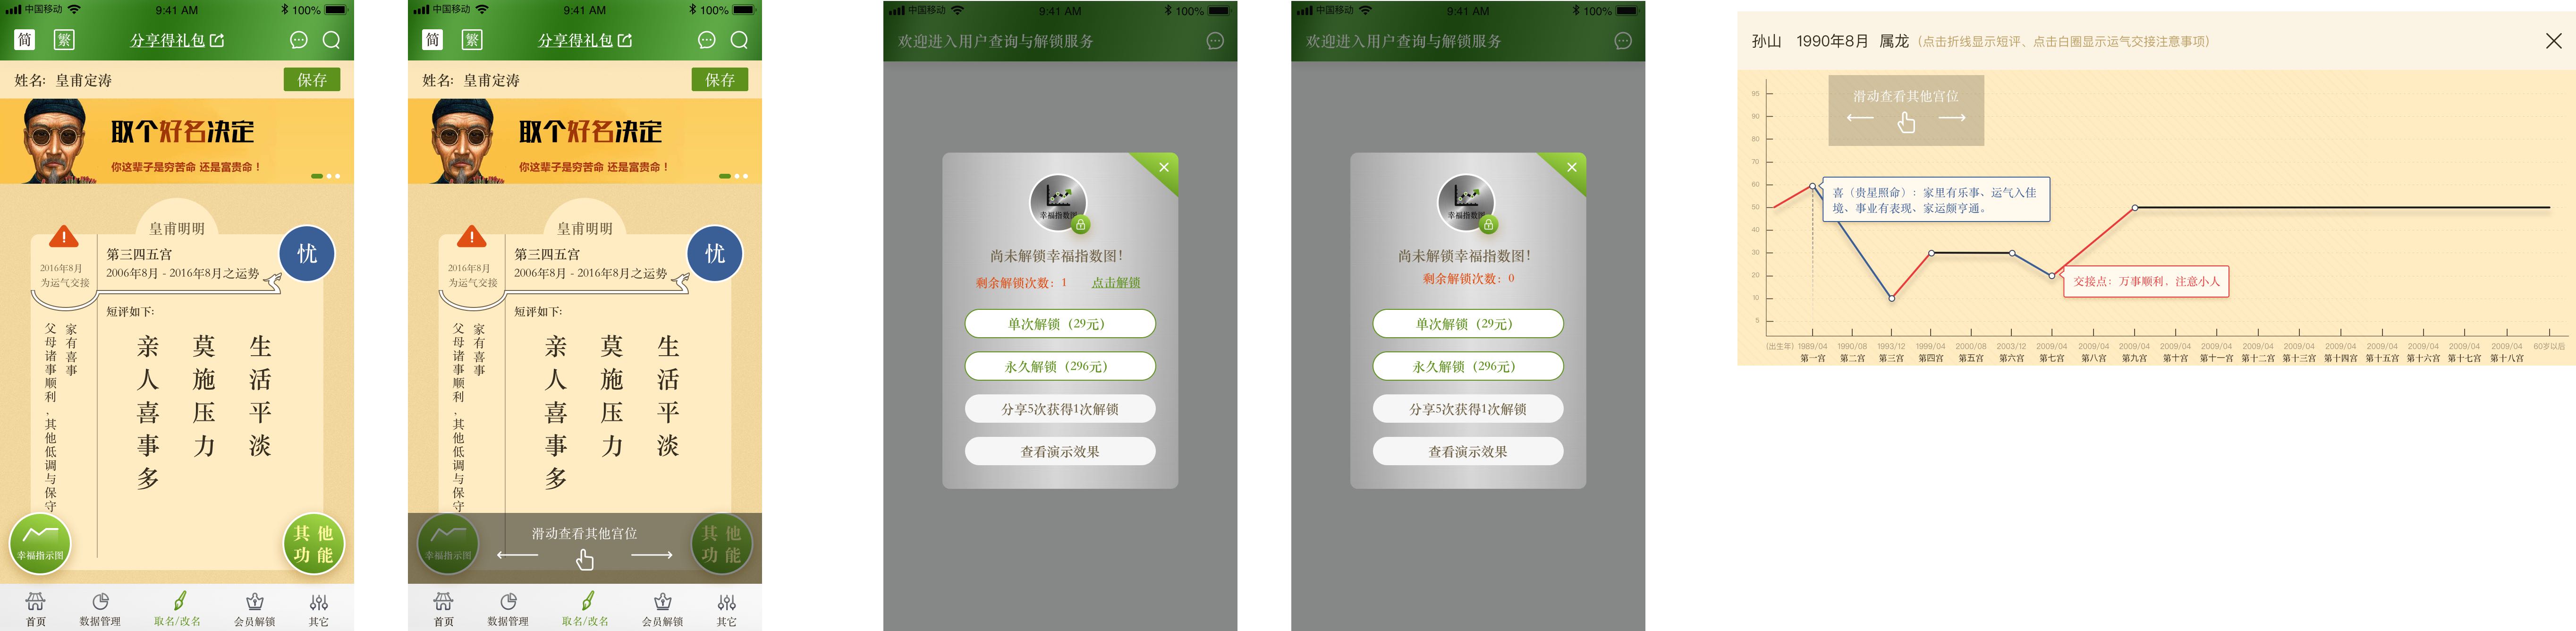 中国移动
9:41 AM
100%
简
繁
分享得礼包
姓名：皇甫定涛
保存
取个好名决定
你这辈子是穷苦命 还是富贵命！
皇甫明明
忧
2016年8月
为运气交接
第三四五宫
2006年8月 - 2016年8月之运势
短评如下：
家有喜事
父母诸事顺利，其他低调与保守
生活平淡
莫施压力
亲人喜事多
幸福指示图
其他
功能
首页
数据管理
取名/改名
会员解锁
其它
中国移动
9:41 AM
100%
简
繁
分享得礼包
姓名：皇甫定涛
保存
取个好名决定
你这辈子是穷苦命 还是富贵命！
皇甫明明
忧
2016年8月
为运气交接
第三四五宫
2006年8月 - 2016年8月之运势
短评如下：
家有喜事
父母诸事顺利，其他低调与保守
生活平淡
莫施压力
亲人喜事多
幸福指示图
滑动查看其他宫位
其他
功能
首页
数据管理
取名/改名
会员解锁
其它
中国移动
9:41 AM
100%
欢迎进入用户查询与解锁服务
幸福指数图
尚未解锁幸福指数图！
剩余解锁次数：1
点击解锁
单次解锁（29元）
永久解锁（296元）
分享5次获得1次解锁
查看演示效果
中国移动
9:41 AM
100%
欢迎进入用户查询与解锁服务
幸福指数图
尚未解锁幸福指数图！
剩余解锁次数：0
单次解锁（29元）
永久解锁（296元）
分享5次获得1次解锁
查看演示效果
孙山 1990年8月 属龙（点击折线显示短评、点击白圈显示运气交接注意事项）
滑动查看其他宫位
95
90
80
70
60
50
40
30
20
10
5
喜（贵星照命）：家里有乐事、运气入佳
境、事业有表现、家运颇亨通。
交接点：万事顺利，注意小人
(出生年) 1989/04 1990/08 1993/12 1999/04 2000/08 2003/12 2009/04 2009/04 2009/04 2009/04 2009/04 2009/04 2009/04 2009/04 2009/04 2009/04 2009/04 2009/04 60岁以后
第一宫 第二宫 第三宫 第四宫 第五宫 第六宫 第七宫 第八宫 第九宫 第十宫 第十一宫 第十二宫 第十三宫 第十四宫 第十五宫 第十六宫 第十七宫 第十八宫